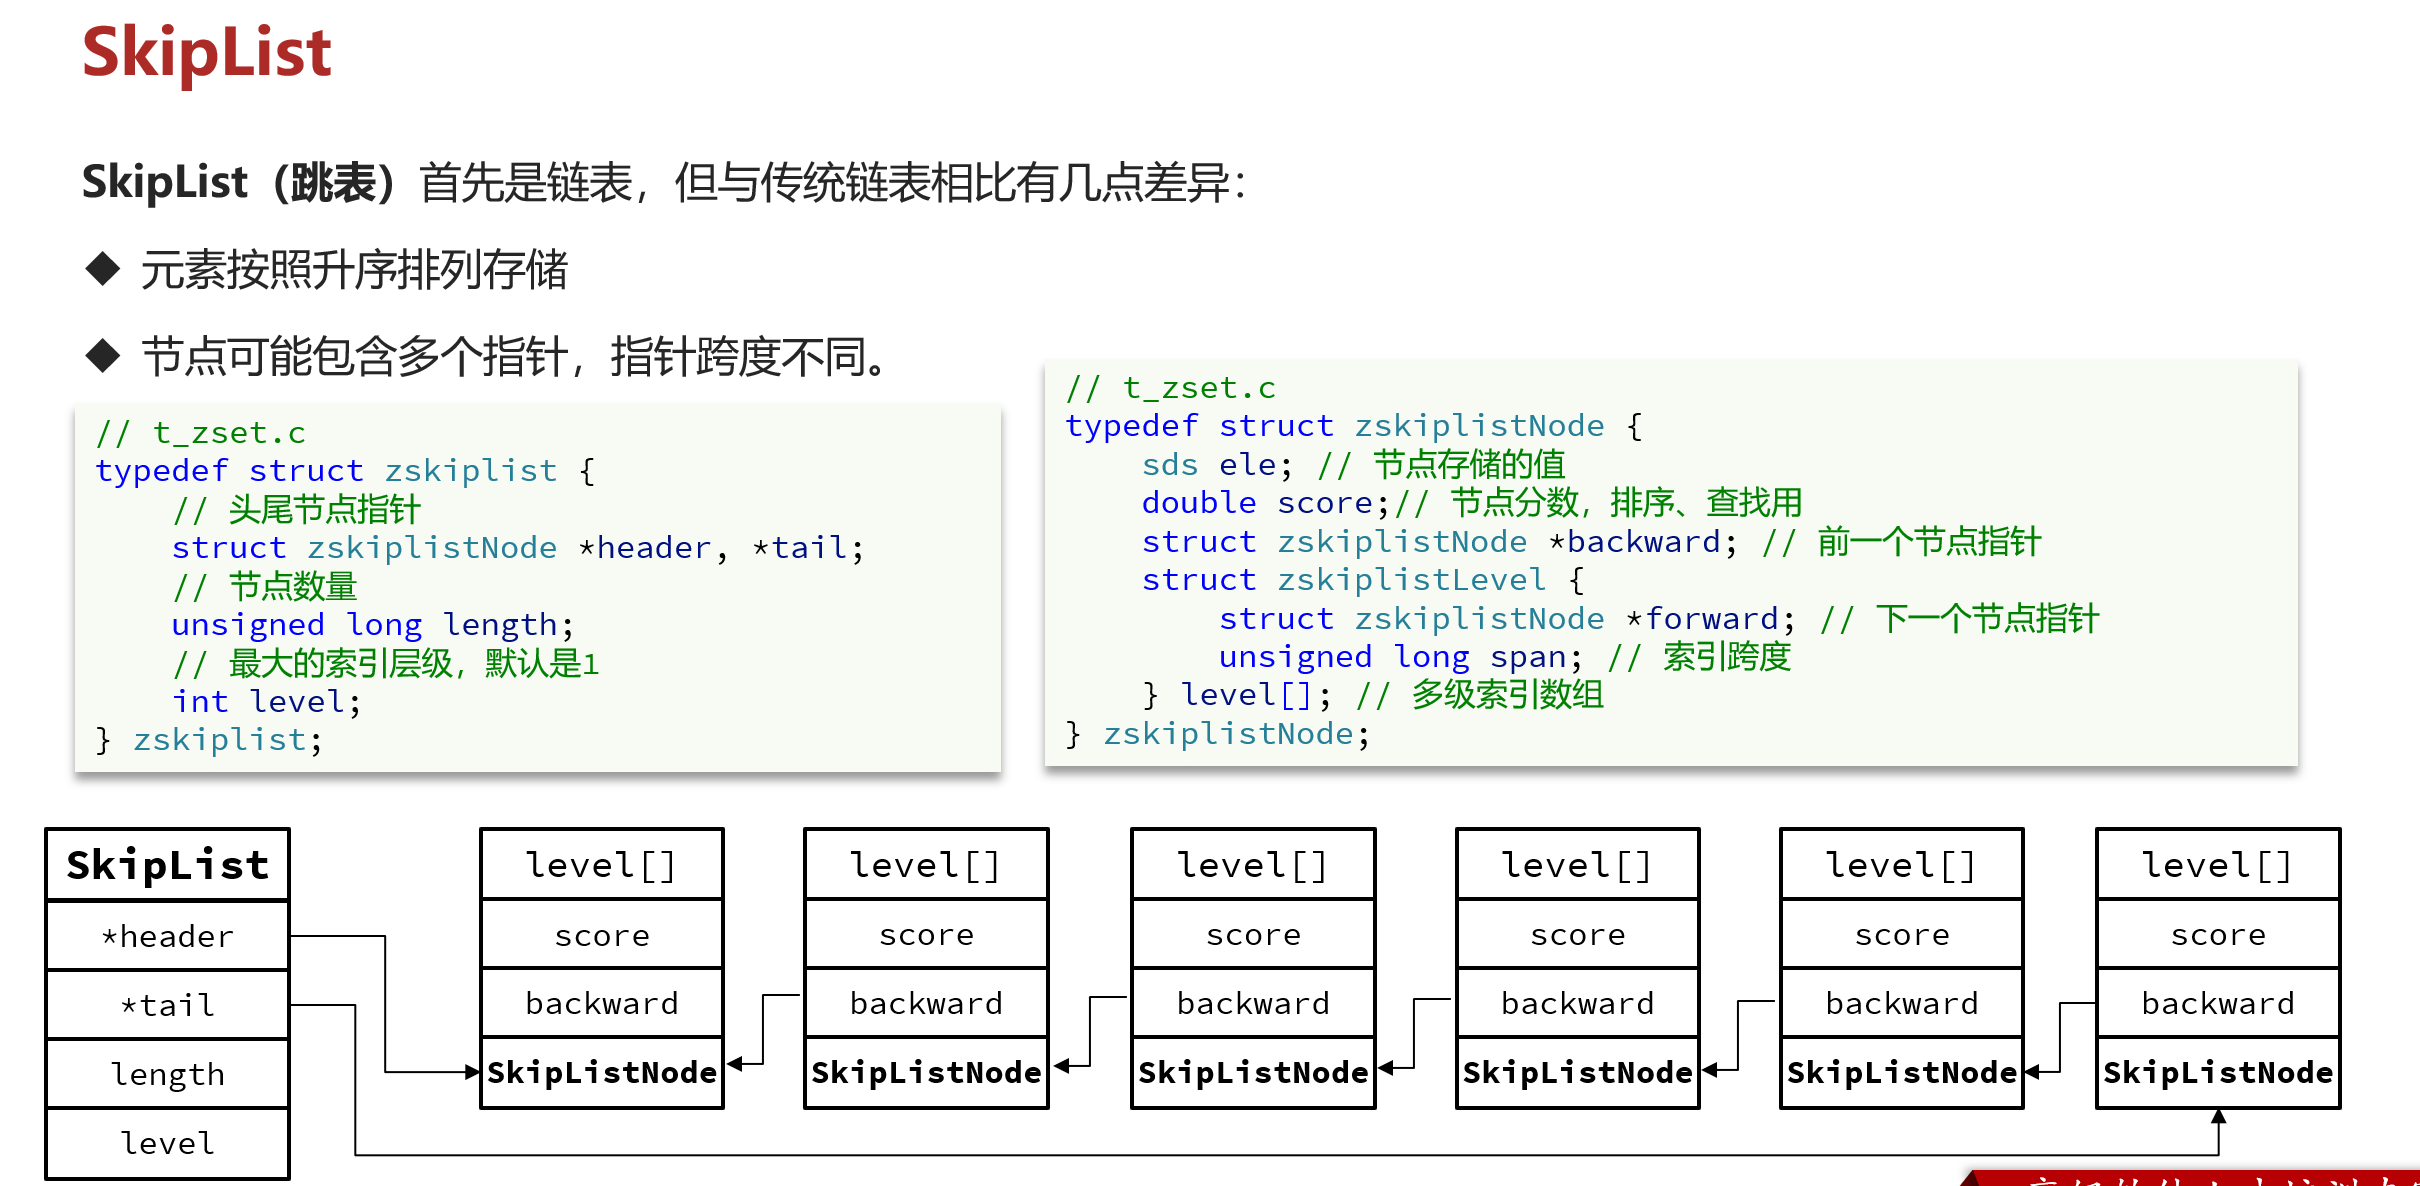 SkipList
SkipList（跳表）首先是链表，但与传统链表相比有几点差异：
◆ 元素按照升序排列存储
◆ 节点可能包含多个指针，指针跨度不同。
// t_zset.c
typedef struct zskiplist {
    // 头尾节点指针
    struct zskiplistNode *header, *tail;
    // 节点数量
    unsigned long length;
    // 最大的索引层级，默认是1
    int level;
} zskiplist;
// t_zset.c
typedef struct zskiplistNode {
    sds ele; // 节点存储的值
    double score;// 节点分数，排序、查找用
    struct zskiplistNode *backward; // 前一个节点指针
    struct zskiplistLevel {
        struct zskiplistNode *forward; // 下一个节点指针
        unsigned long span; // 索引跨度
    } level[]; // 多级索引数组
} zskiplistNode;
SkipList
*header
*tail
length
level
level[]
score
backward
SkipListNode
level[]
score
backward
SkipListNode
level[]
score
backward
SkipListNode
level[]
score
backward
SkipListNode
level[]
score
backward
SkipListNode
level[]
score
backward
SkipListNode